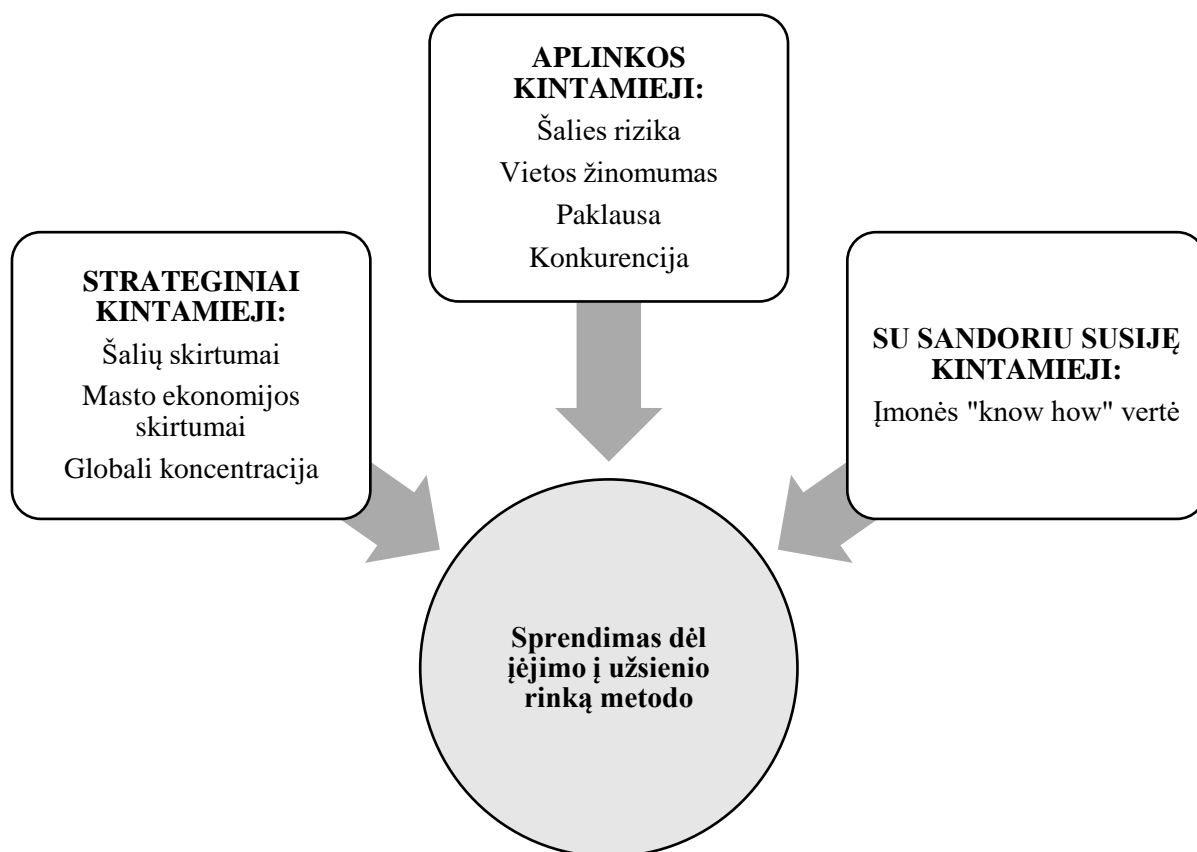 APLINKOS
KINTAMIEJI:
Šalies rizika
Vietos žinomumas
Paklausa
Konkurencija
STRATEGINIAI
KINTAMIEJI:
Šalių skirtumai
Masto ekonomijos
skirtumai
Globali koncentracija
SU SANDORIU SUSIJĘ
KINTAMIEJI:
Įmonės "know how" vertė
Sprendimas dėl
įėjimo į užsienio
rinką metodo